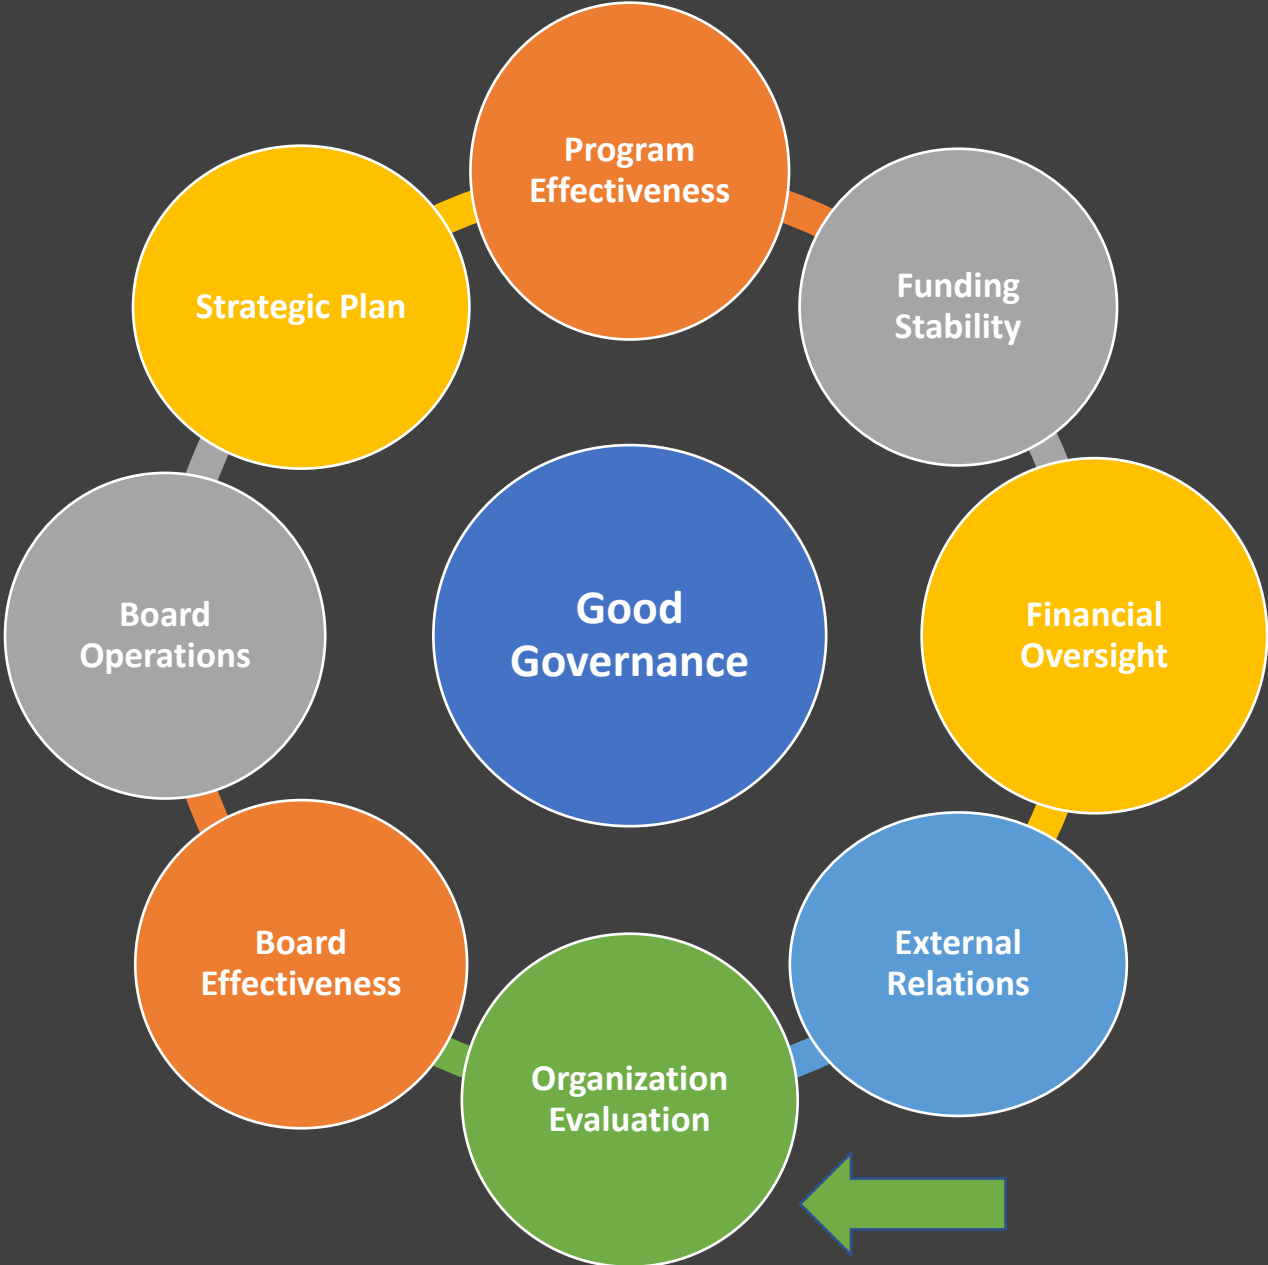 Program
Effectiveness
Strategic Plan
Funding
Stability
Good
Governance
Board
Operations
Financial
Oversight
Board
Effectiveness
External
Relations
Organization
Evaluation